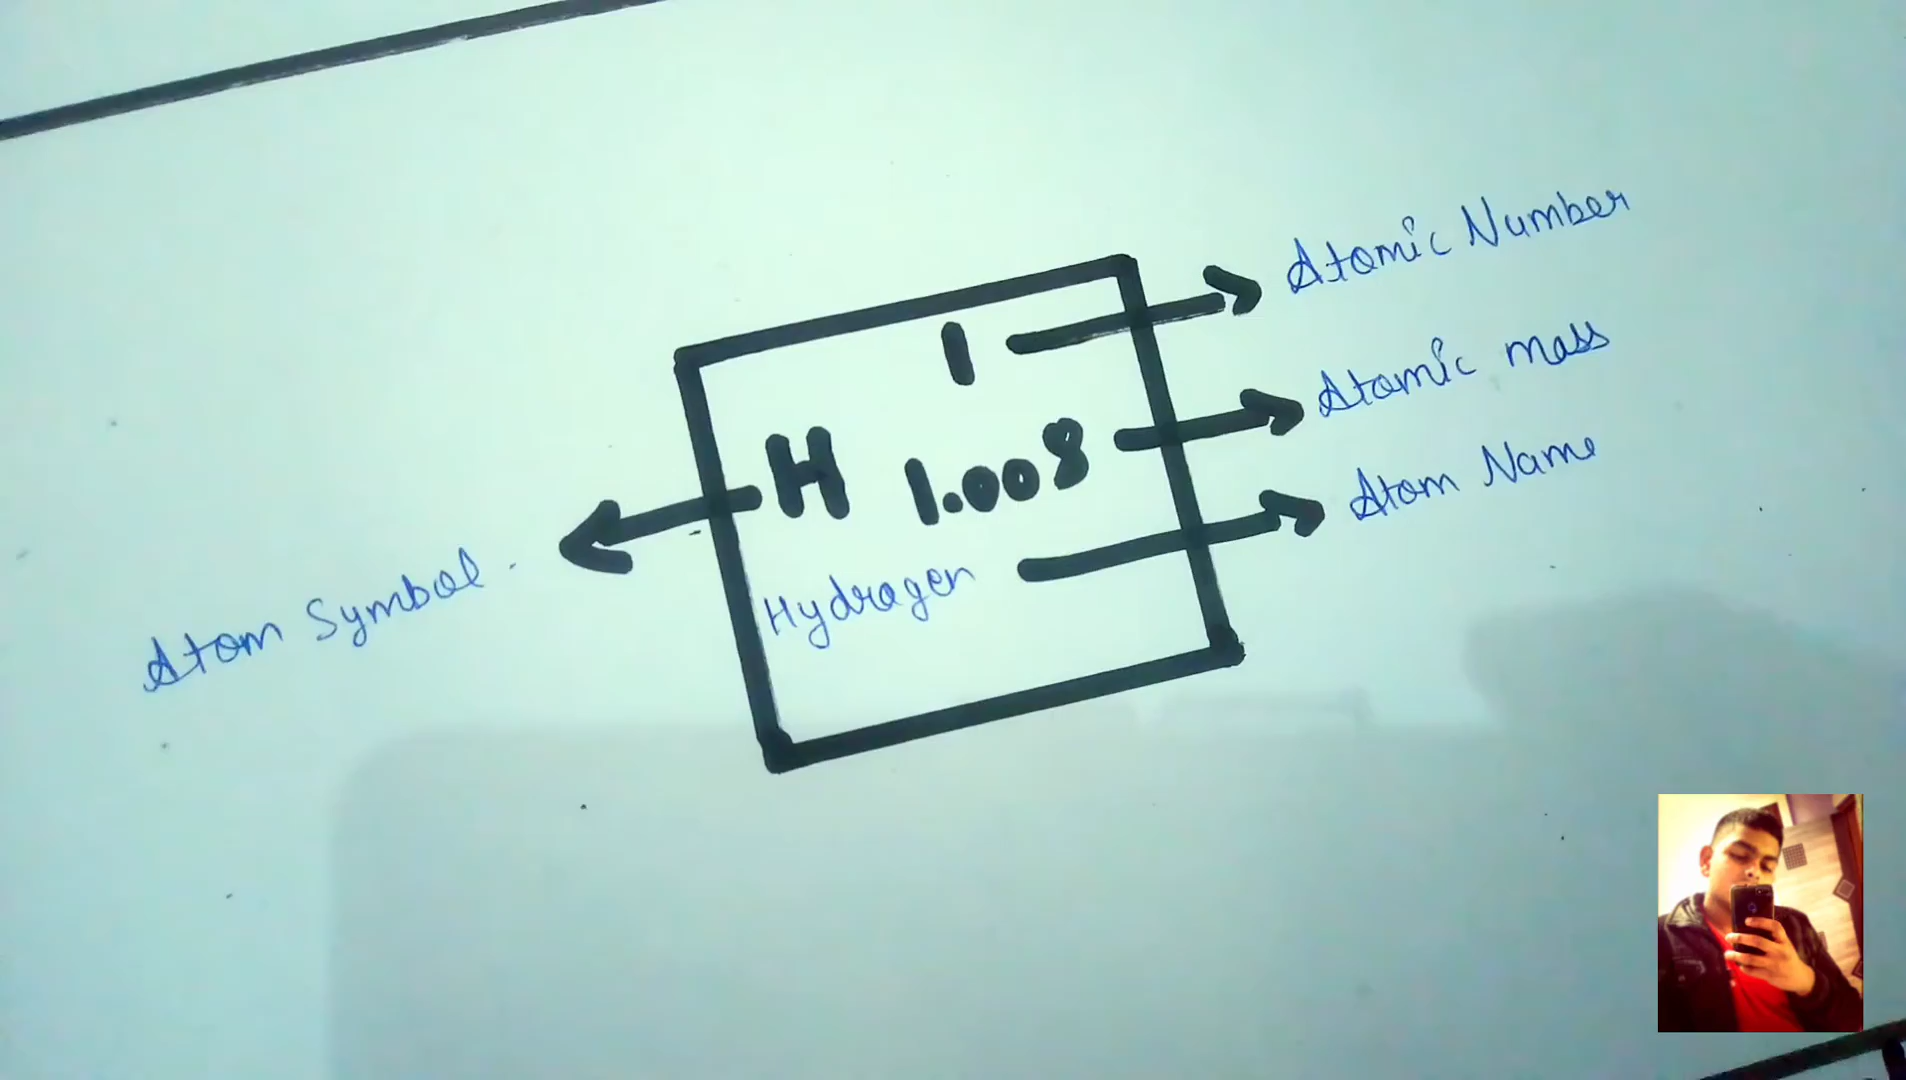 Atomic Number
1
Atomic mass
H 1.008
Atom Name
Atom Symbol.
Hydrogen